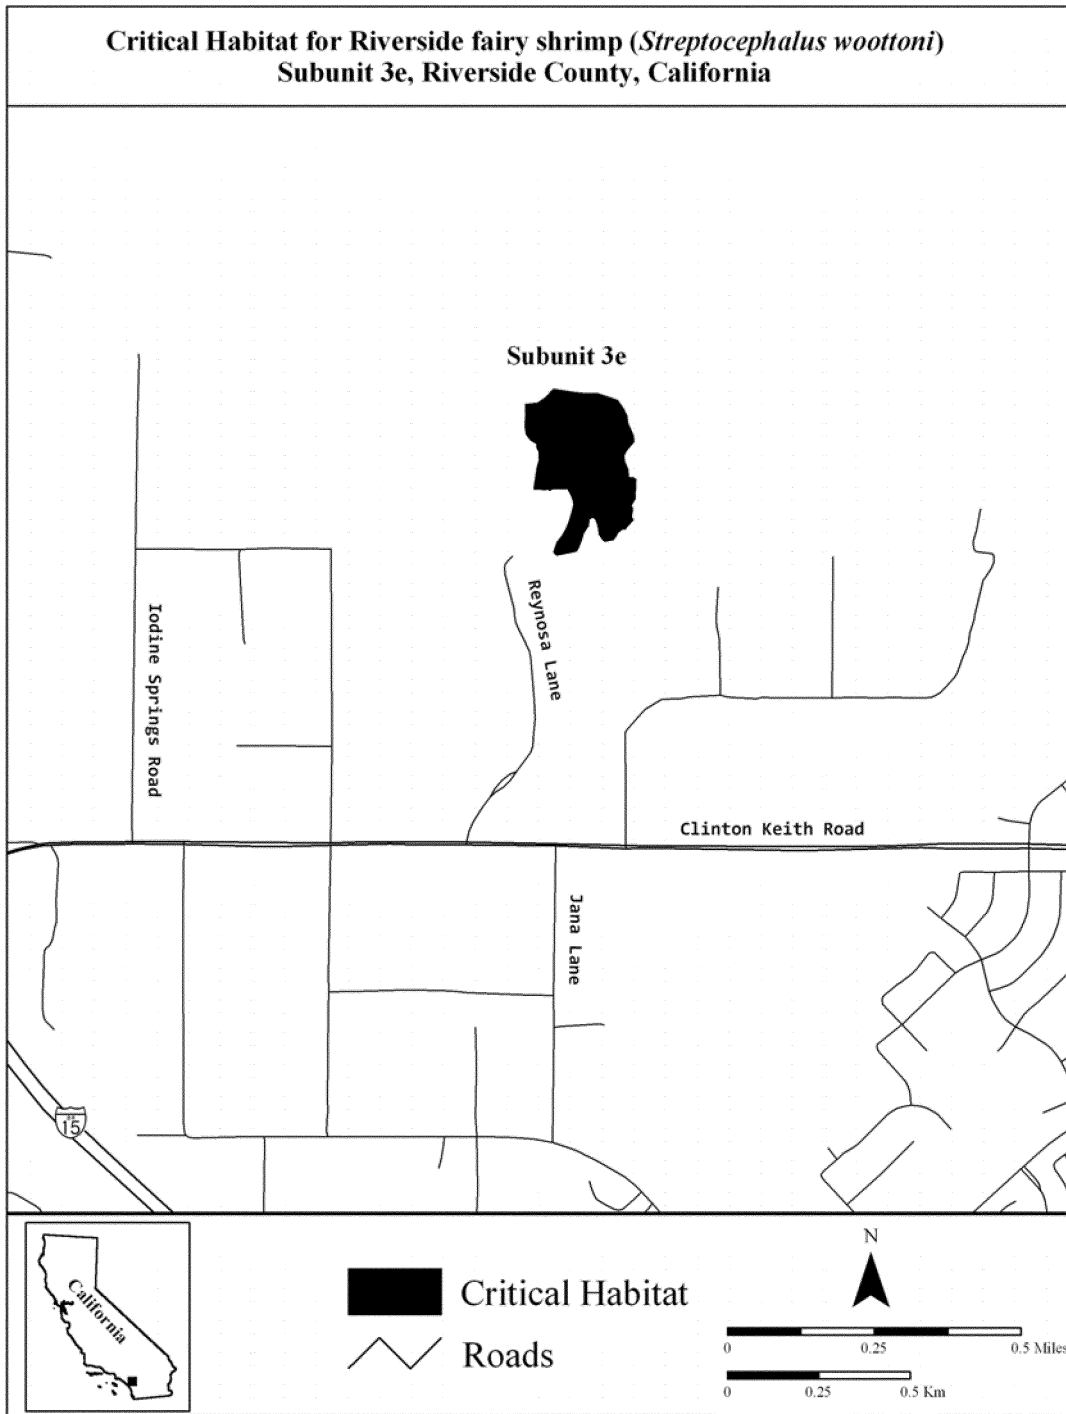 Critical Habitat for Riverside fairy shrimp (Streptocephalus woottoni)
Subunit 3e, Riverside County, California
Subunit 3e
Reynosa Lane
Iodine Springs Road
Clinton Keith Road
Jana Lane
15
California
Critical Habitat
Roads
N
0 0.25 0.5 Miles
0 0.25 0.5 Km